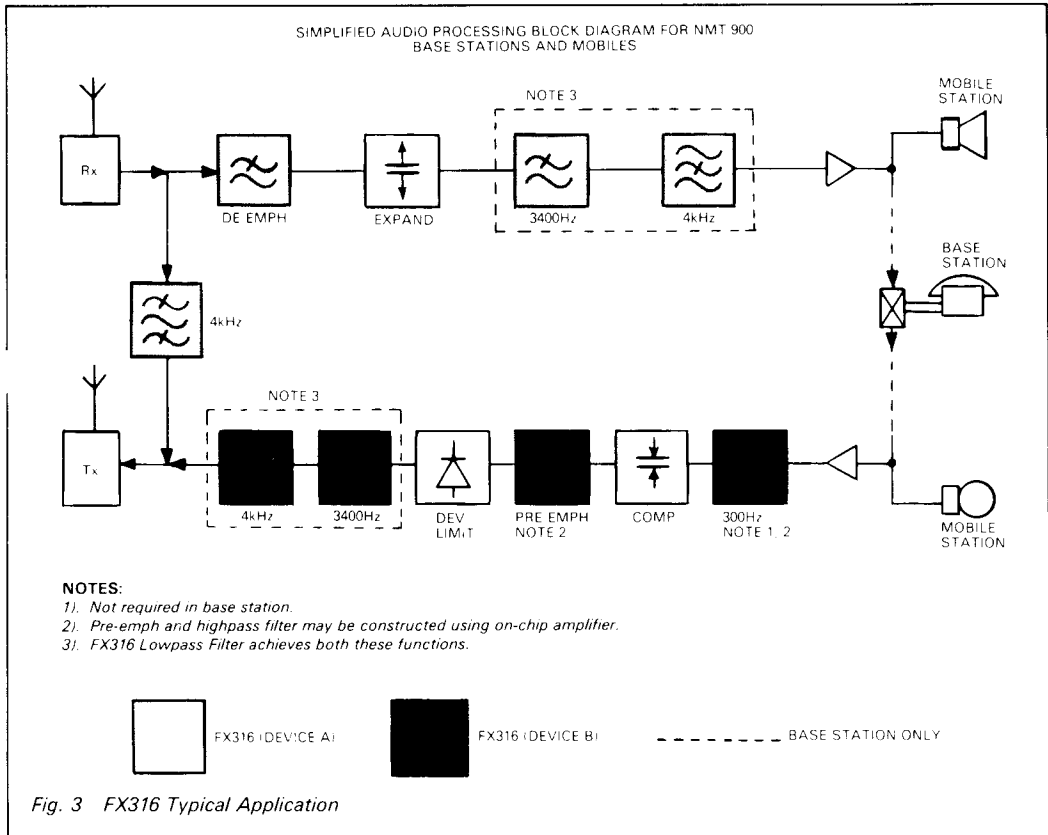 SIMPLIFIED AUDIO PROCESSING BLOCK DIAGRAM FOR NMT 900
BASE STATIONS AND MOBILES
NOTE 3
MOBILE
STATION
Rx
DE EMPH
EXPAND
3400Hz
4kHz
BASE
STATION
4kHz
NOTE 3
Tx
4kHz
3400Hz
DEV
LIMIT
PRE EMPH
NOTE 2
COMP
300Hz
NOTE 1, 2
MOBILE
STATION
NOTES:
1). Not required in base station.
2). Pre-emph and highpass filter may be constructed using on-chip amplifier.
3). FX316 Lowpass Filter achieves both these functions.
FX316 (DEVICE A)
FX316 (DEVICE B)
BASE STATION ONLY
Fig. 3 FX316 Typical Application